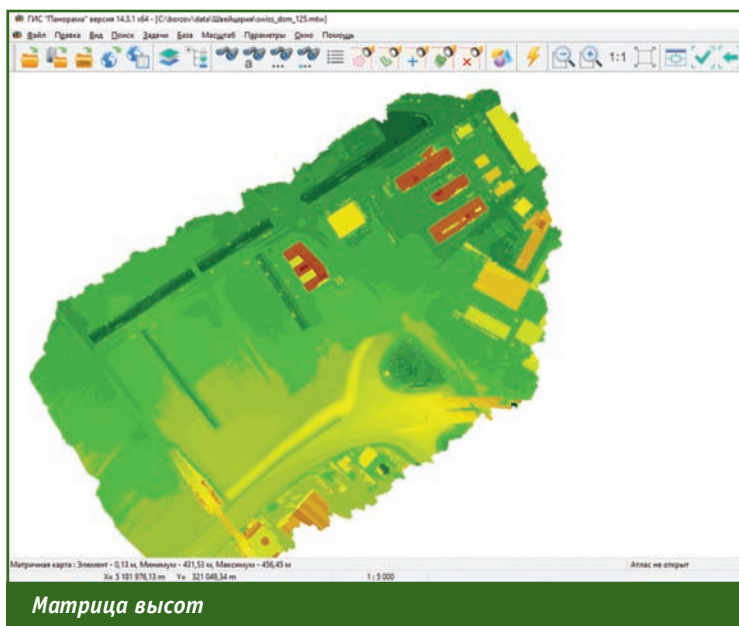 ГИС "Панорама" версия 14.3.1 x64 - [C:\borzov\data\Швейцария\swiss_dsm_125.mtw]
Файл Правка Вид Поиск Задачи База Масштаб Параметры Окно Помощь
a 1:1
Матричная карта : Элемент - 0,13 м, Минимум - 431,53 м, Максимум - 456,45 м Атлас не открыт
X= 5 181 976,13 m Y= 321 049,34 m 1 : 5 000
Матрица высот